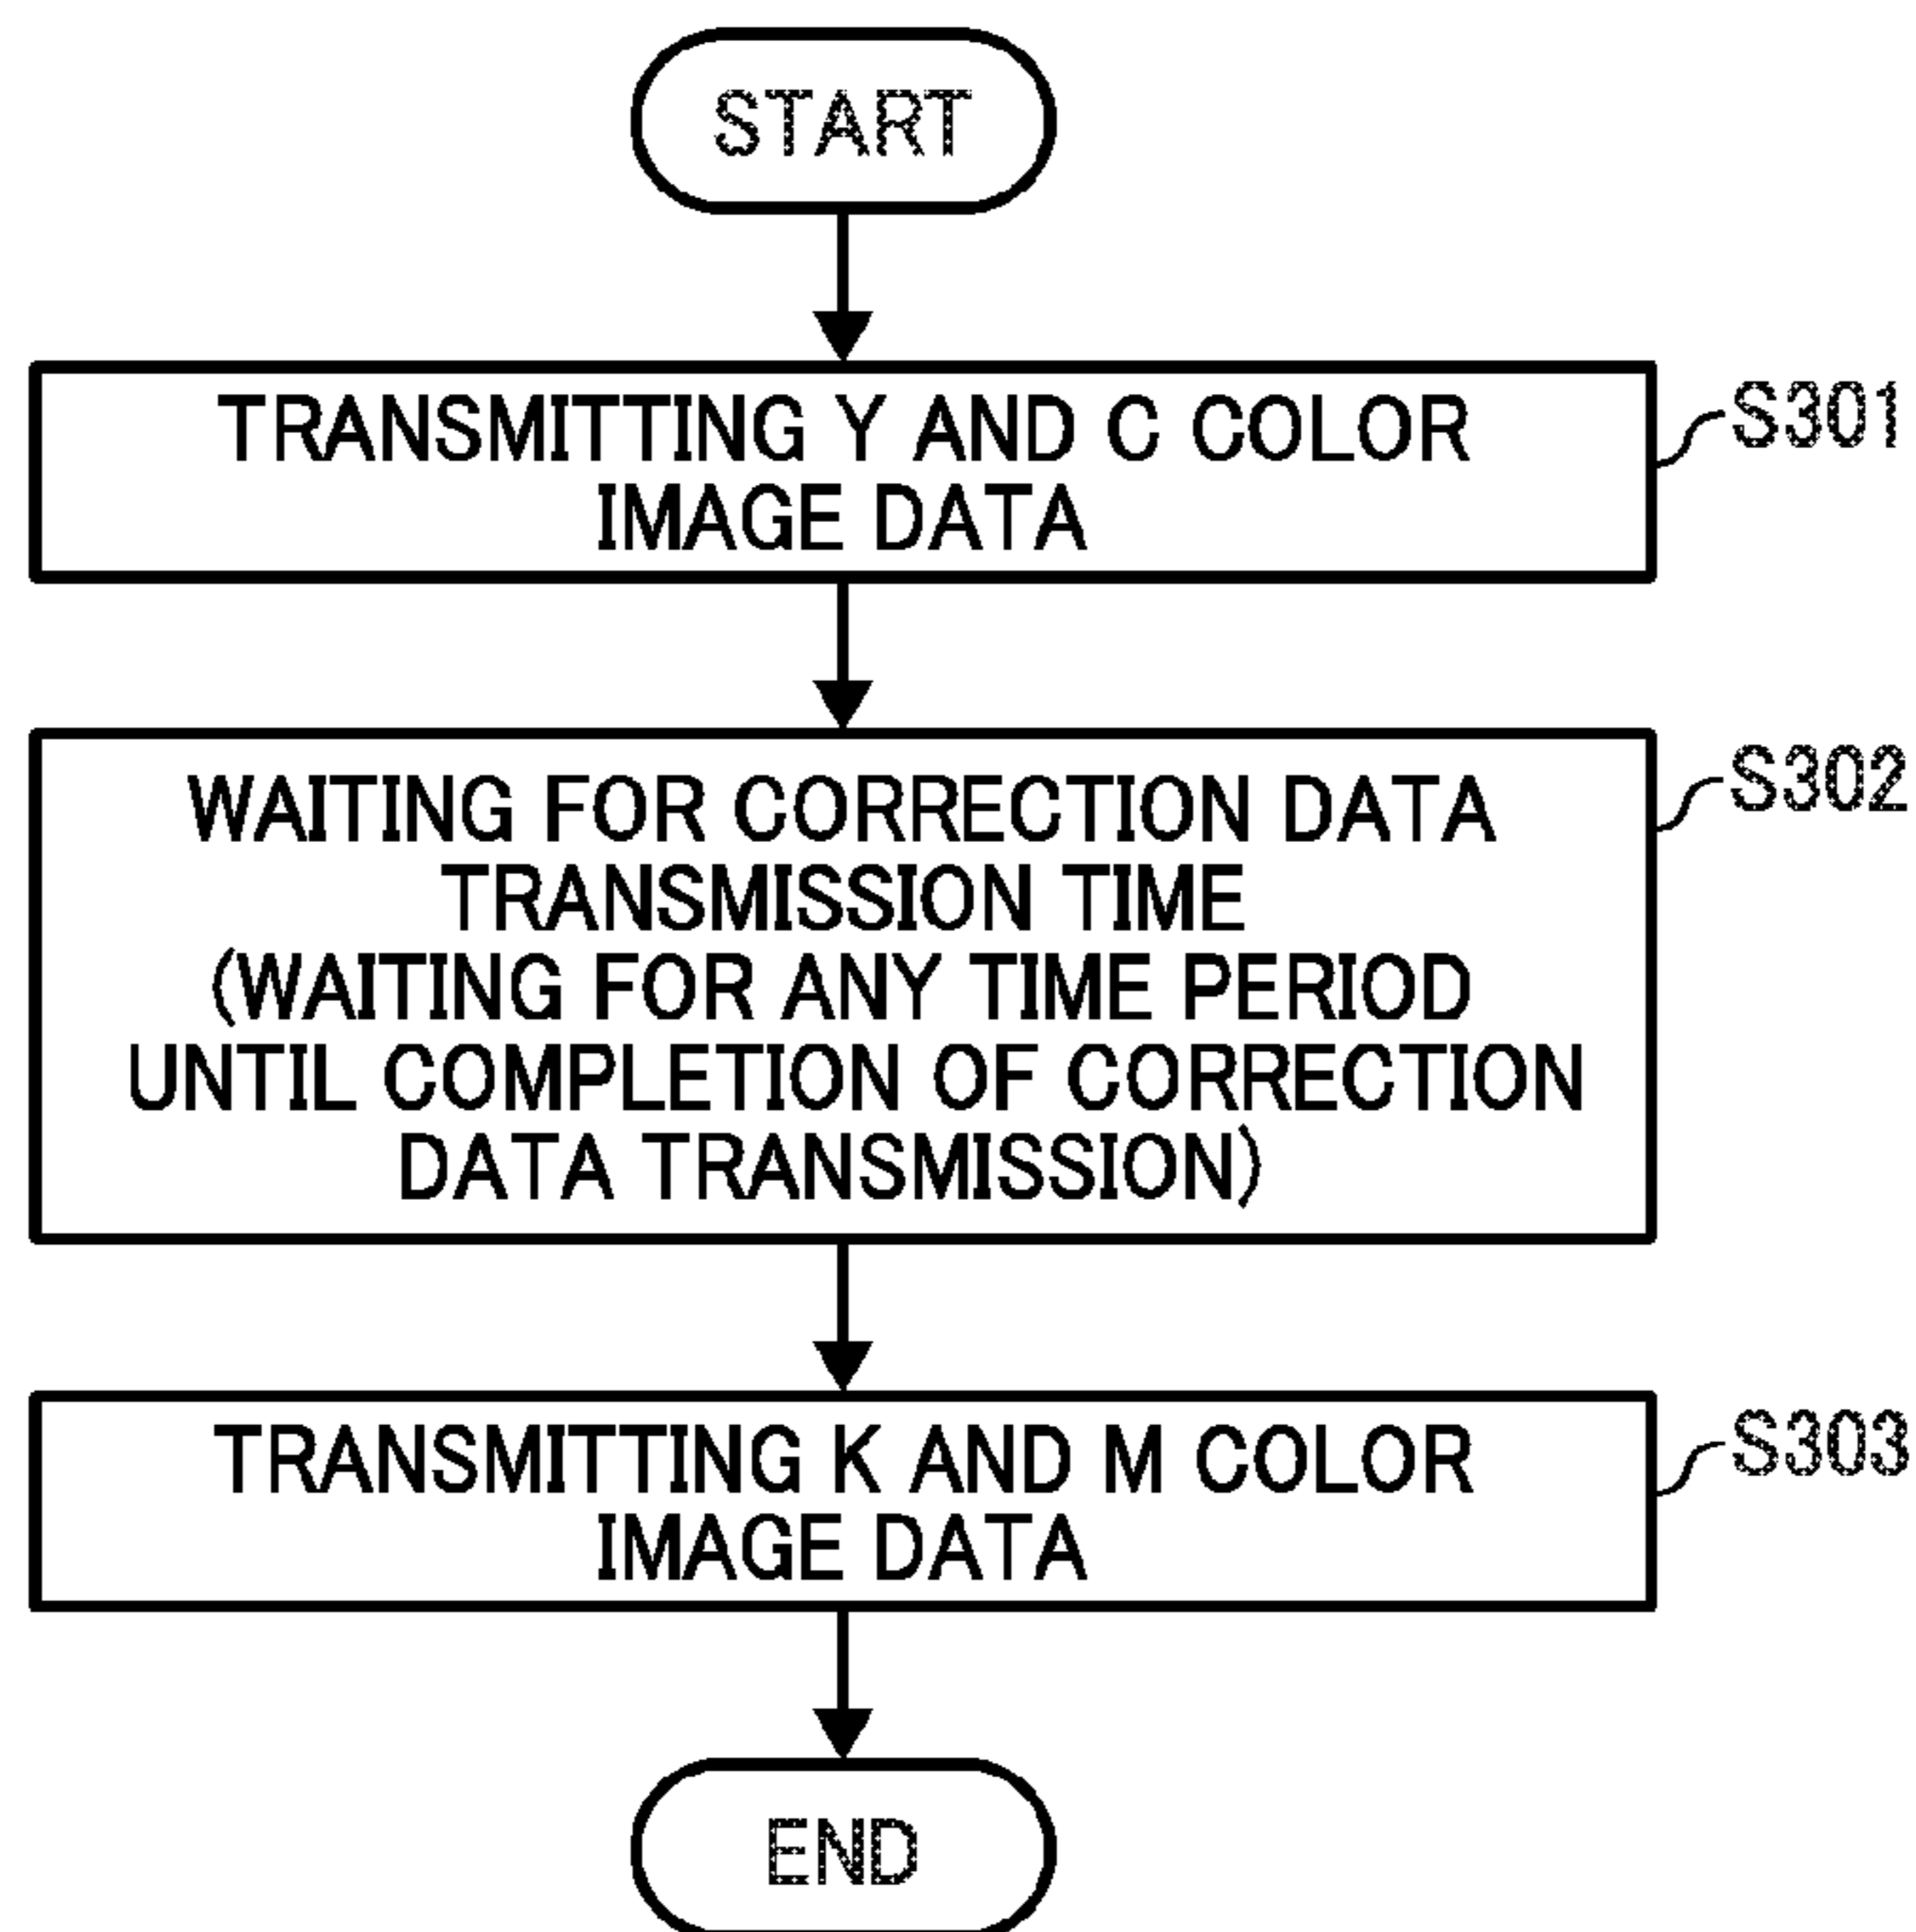 START
TRANSMITTING Y AND C COLOR
IMAGE DATA
S301
WAITING FOR CORRECTION DATA
TRANSMISSION TIME
(WAITING FOR ANY TIME PERIOD
UNTIL COMPLETION OF CORRECTION
DATA TRANSMISSION)
S302
TRANSMITTING K AND M COLOR
IMAGE DATA
S303
END